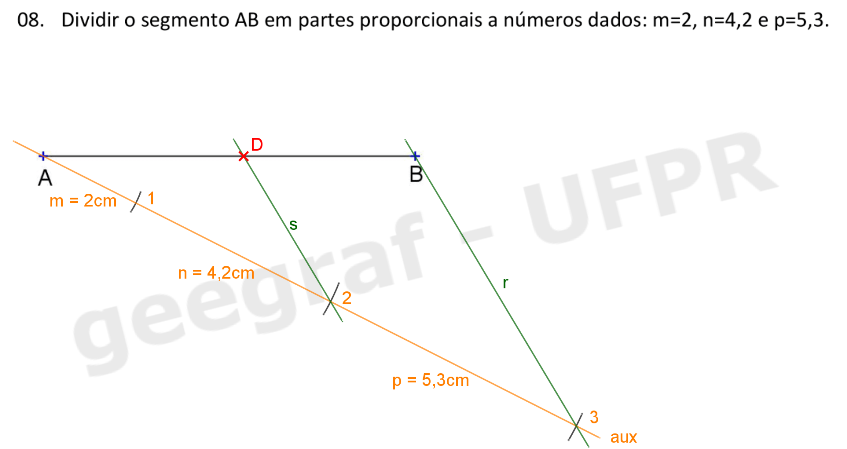 08. Dividir o segmento AB em partes proporcionais a números dados: m=2, n=4,2 e p=5,3.
D
A
B
m = 2cm
1
s
n = 4,2cm
2
r
p = 5,3cm
3
aux
geegraf - UFPR